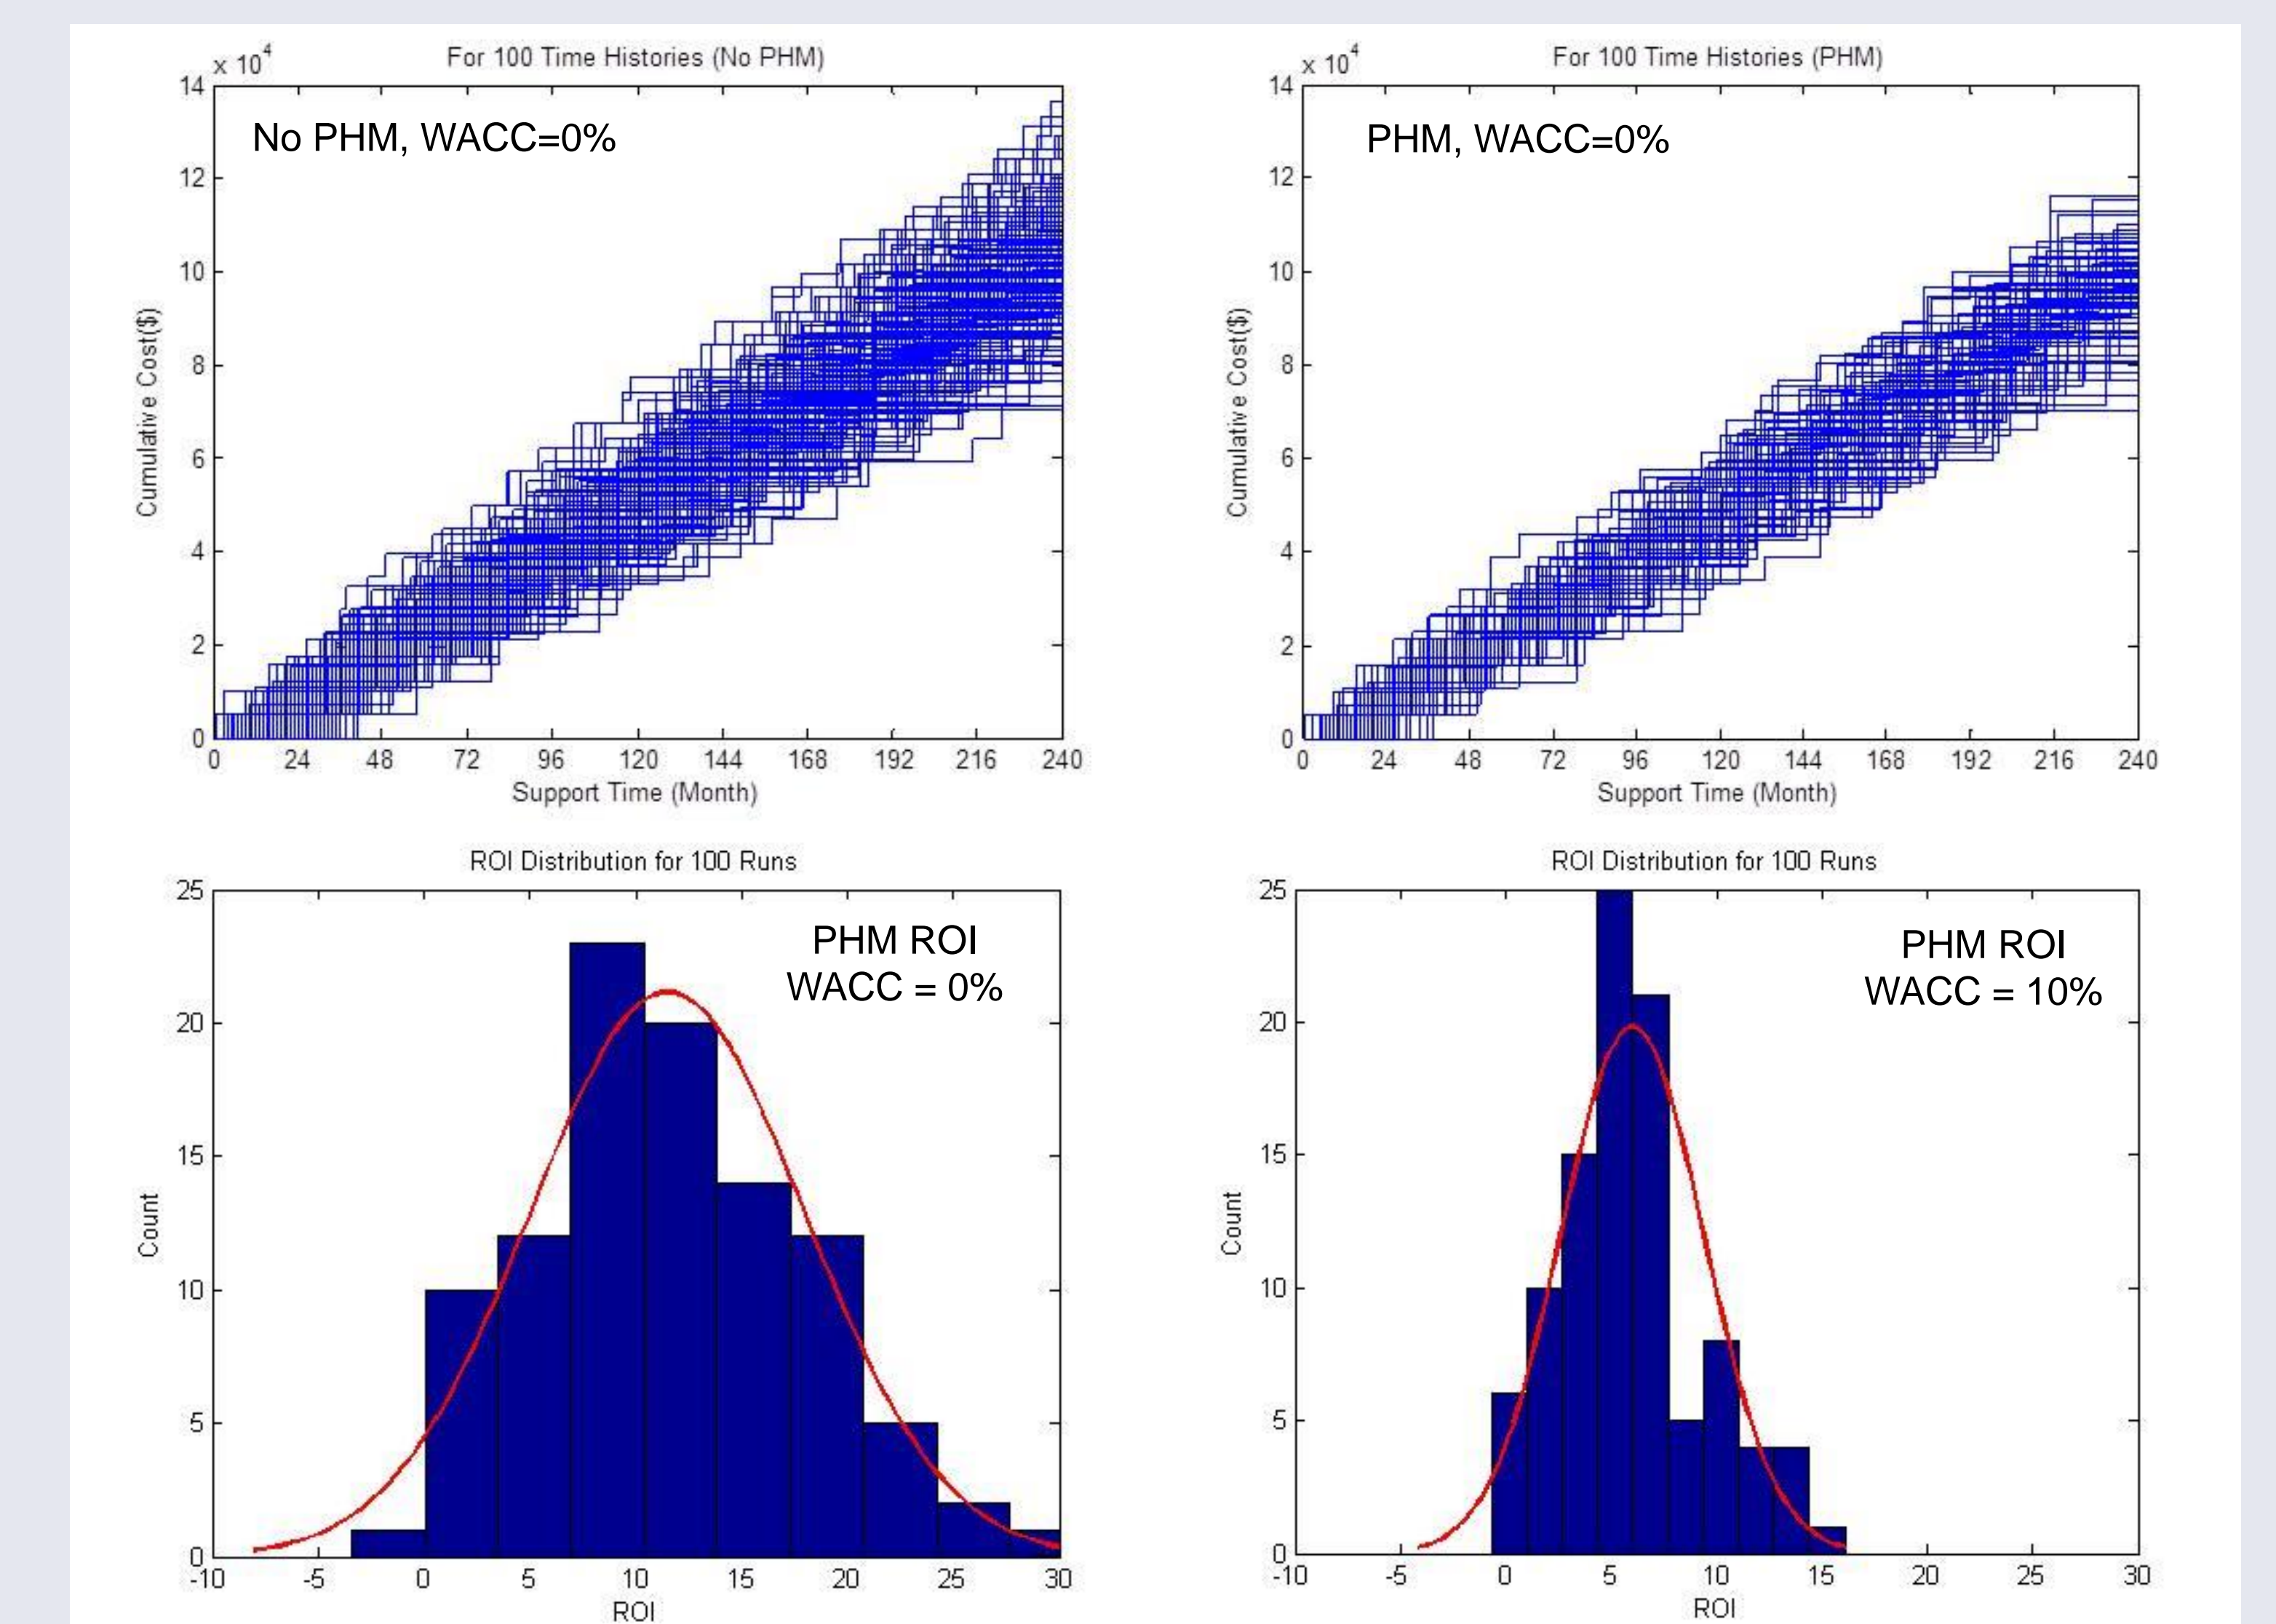 For 100 Time Histories (No PHM)
x 10^4
No PHM, WACC=0%
14
12
10
8
6
4
2
0
Cumulative Cost($)
0 24 48 72 96 120 144 168 192 216 240
Support Time (Month)
For 100 Time Histories (PHM)
x 10^4
PHM, WACC=0%
14
12
10
8
6
4
2
0
Cumulative Cost($)
0 24 48 72 96 120 144 168 192 216 240
Support Time (Month)
ROI Distribution for 100 Runs
PHM ROI
WACC = 0%
25
20
15
10
5
0
Count
-10 -5 0 5 10 15 20 25 30
ROI
ROI Distribution for 100 Runs
PHM ROI
WACC = 10%
25
20
15
10
5
0
Count
-10 -5 0 5 10 15 20 25 30
ROI